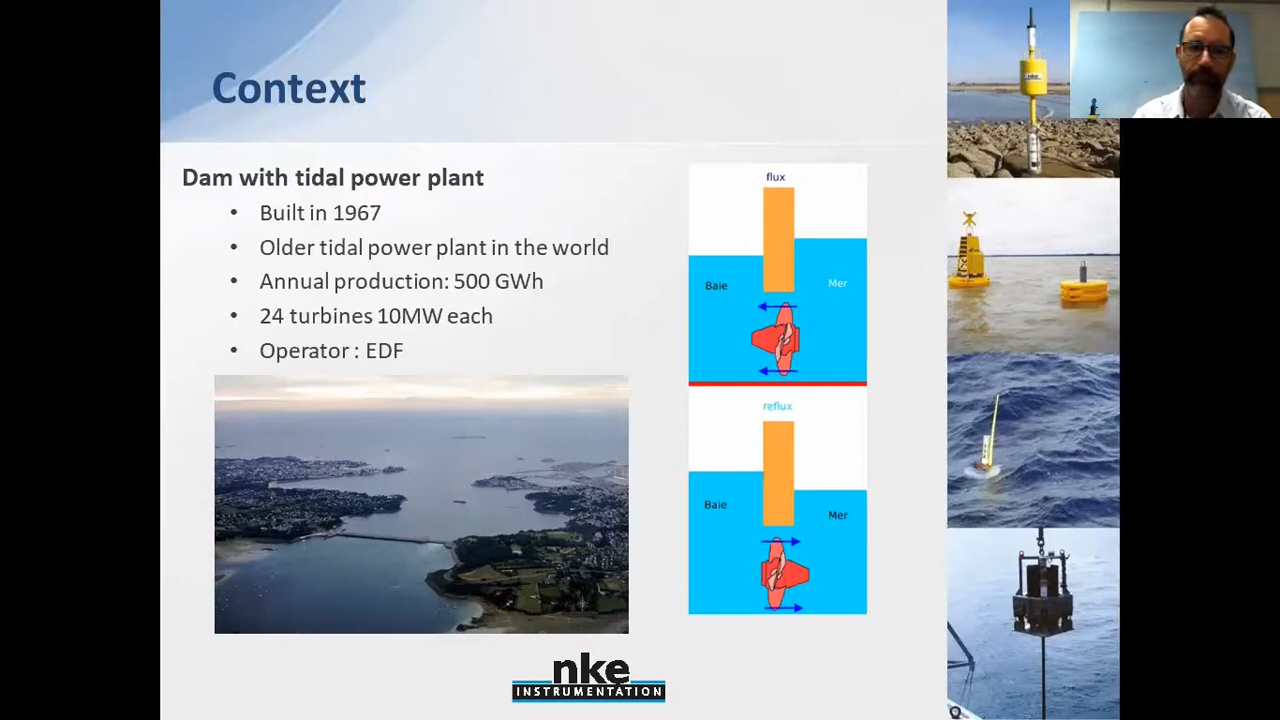 Context
Dam with tidal power plant
• Built in 1967
• Older tidal power plant in the world
• Annual production: 500 GWh
• 24 turbines 10MW each
• Operator : EDF
flux
Baie
Mer
reflux
Baie
Mer
nke
INSTRUMENTATION
nke